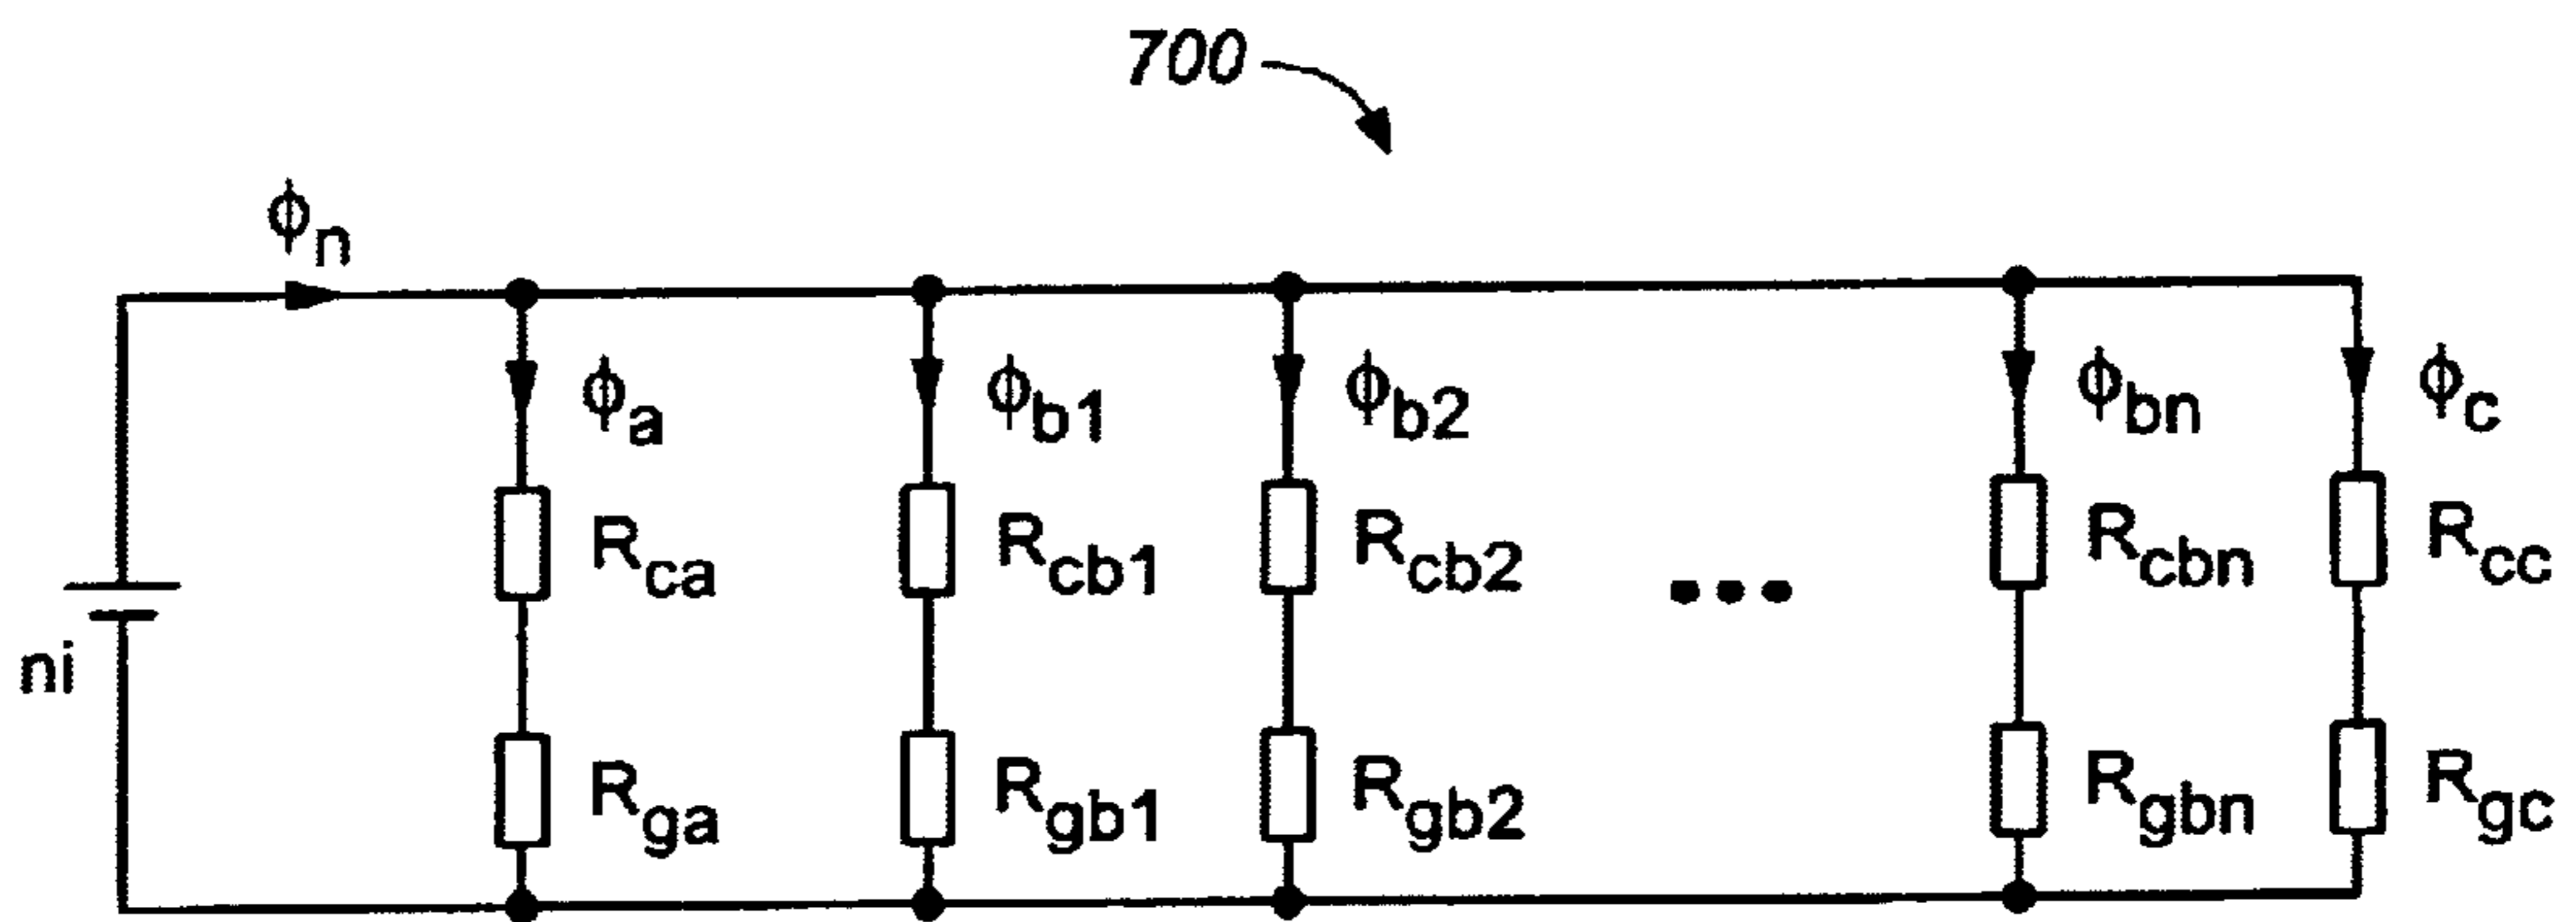 700
ϕn
ϕa ϕb1 ϕb2 ϕbn ϕc
Rca Rcb1 Rcb2 ••• Rcbn Rcc
ni
Rga Rgb1 Rgb2 Rgbn Rgc